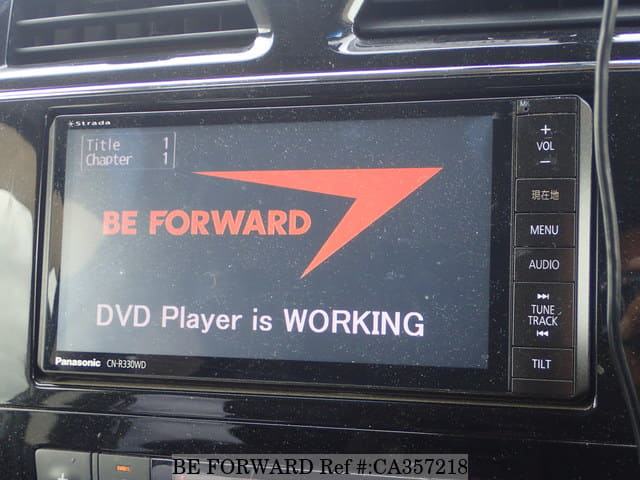 Strada
Title 1
Chapter 1
BE FORWARD
DVD Player is WORKING
Panasonic CN-R330WD
+
VOL
−
現在地
MENU
AUDIO
TUNE
TRACK
TILT
BE FORWARD Ref #:CA357218